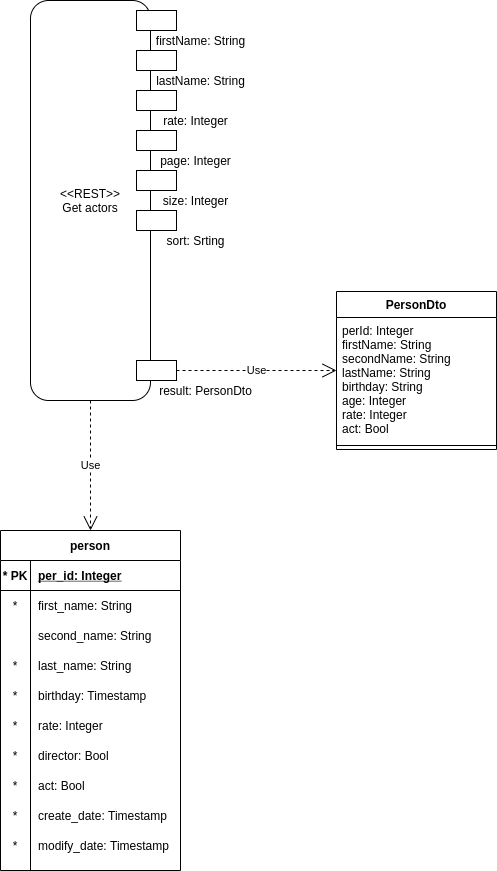 firstName: String
lastName: String
rate: Integer
page: Integer
<<REST>>
Get actors
size: Integer
sort: Srting
result: PersonDto
Use
PersonDto
perId: Integer
firstName: String
secondName: String
lastName: String
birthday: String
age: Integer
rate: Integer
act: Bool
Use
person
* PK per_id: Integer
* first_name: String
second_name: String
* last_name: String
* birthday: Timestamp
* rate: Integer
* director: Bool
* act: Bool
* create_date: Timestamp
* modify_date: Timestamp